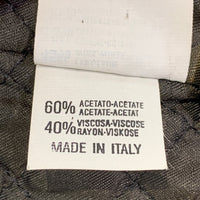 60% ACETATO-ACETATE
ACETATE-ACETAT
40% VISCOSA-VISCOSE
RAYON-VISKOSE
MADE IN ITALY